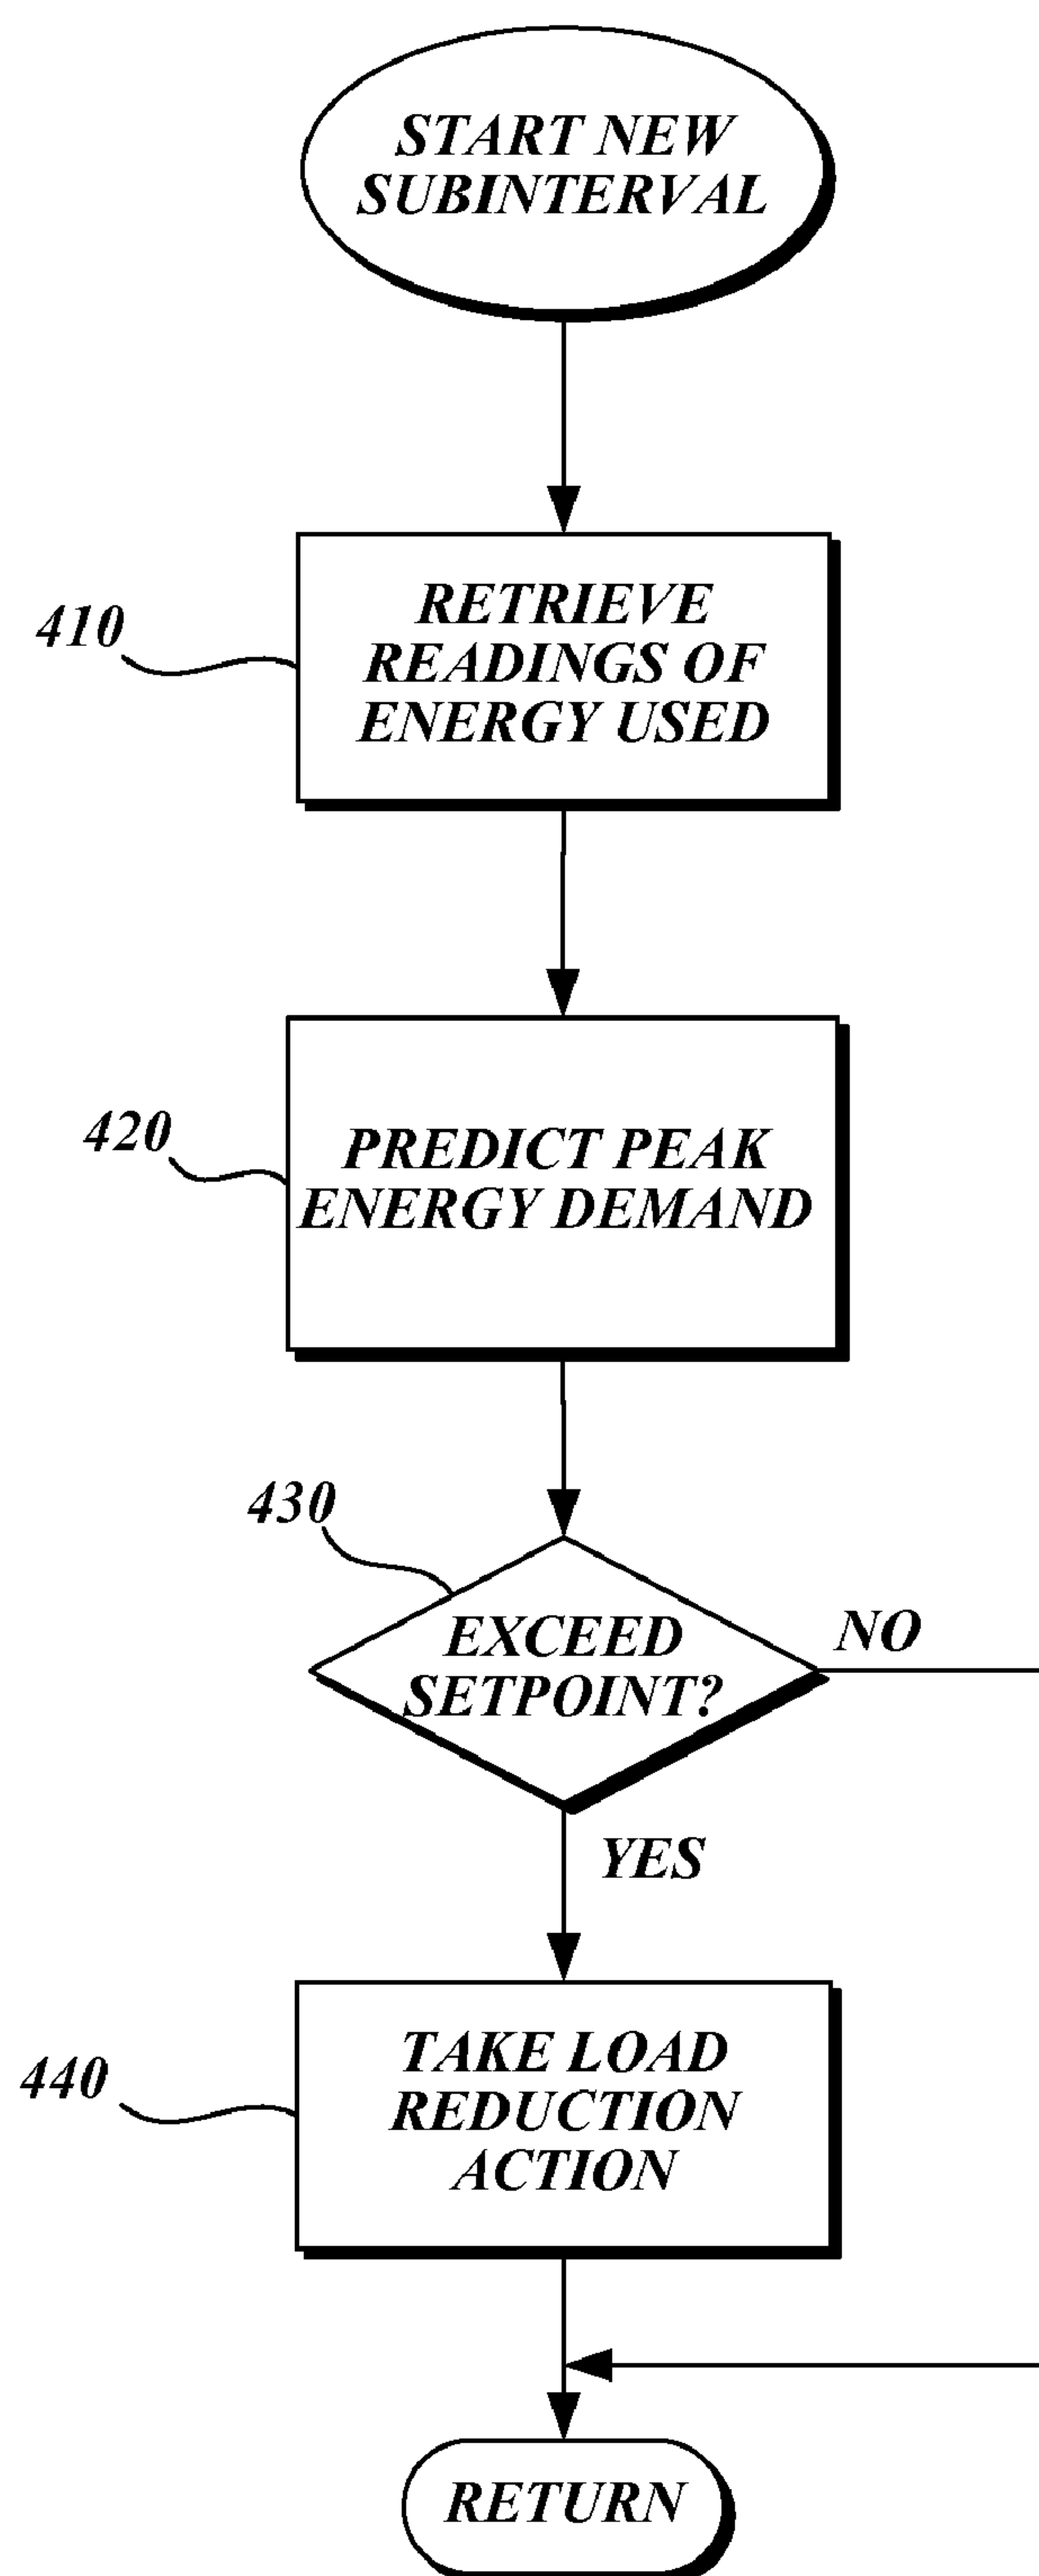 START NEW
SUBINTERVAL
410
RETRIEVE
READINGS OF
ENERGY USED
420
PREDICT PEAK
ENERGY DEMAND
430
EXCEED
SETPOINT?
NO
YES
440
TAKE LOAD
REDUCTION
ACTION
RETURN